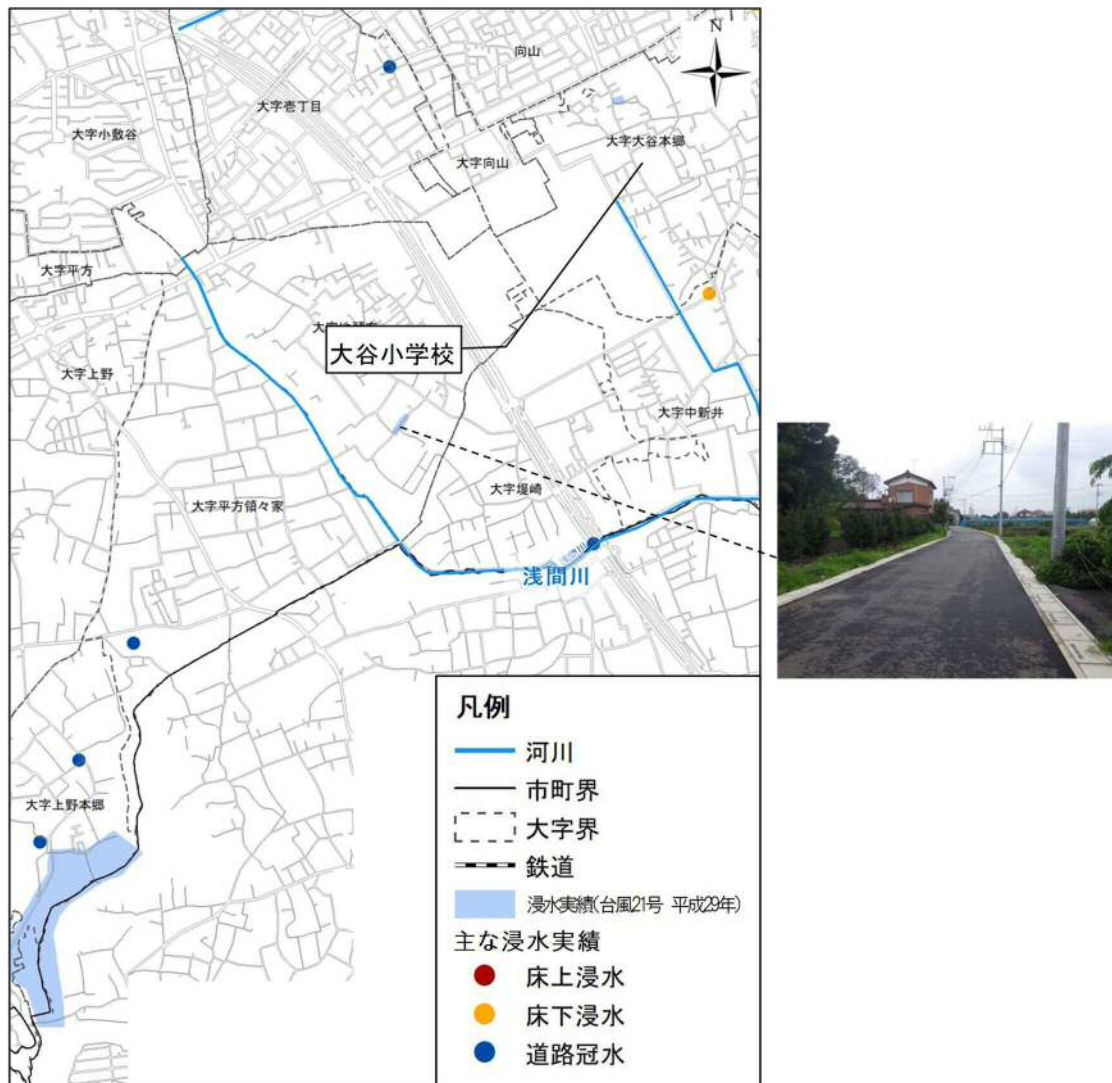 N
向山
大字壱丁目
大字小敷谷
大字大谷本郷
大字向山
大字平方
大谷小学校
大字上野
大字中新井
大字堤崎
大字平方領々家
浅間川
大字上野本郷
凡例
河川
市町界
大字界
鉄道
浸水実績(台風21号 平成29年)
主な浸水実績
床上浸水
床下浸水
道路冠水